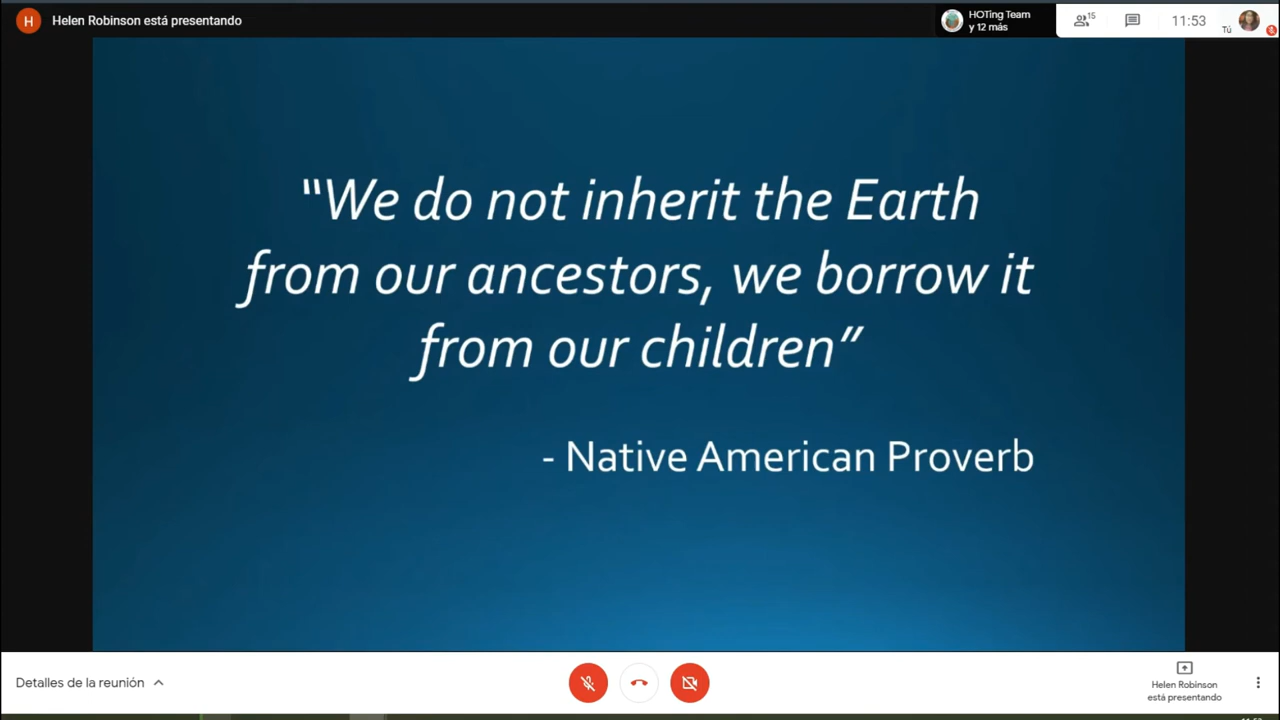 H Helen Robinson está presentando
HOTing Team
y 12 más
15
11:53
Tú
“We do not inherit the Earth
from our ancestors, we borrow it
from our children”
- Native American Proverb
Detalles de la reunión
Helen Robinson
está presentando